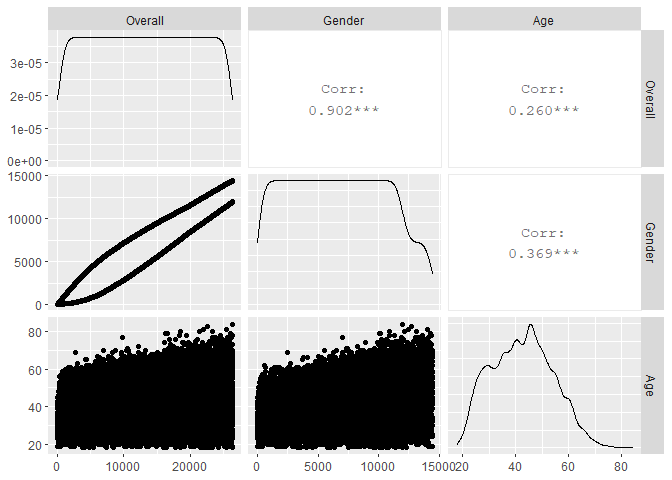 Overall
Gender
Age
3e-05
2e-05
1e-05
0e+00
Corr:
0.902***
Corr:
0.260***
Overall
15000
10000
5000
0
Corr:
0.369***
Gender
80
60
40
20
Age
0
10000
20000
0
5000
10000
15000
20
40
60
80